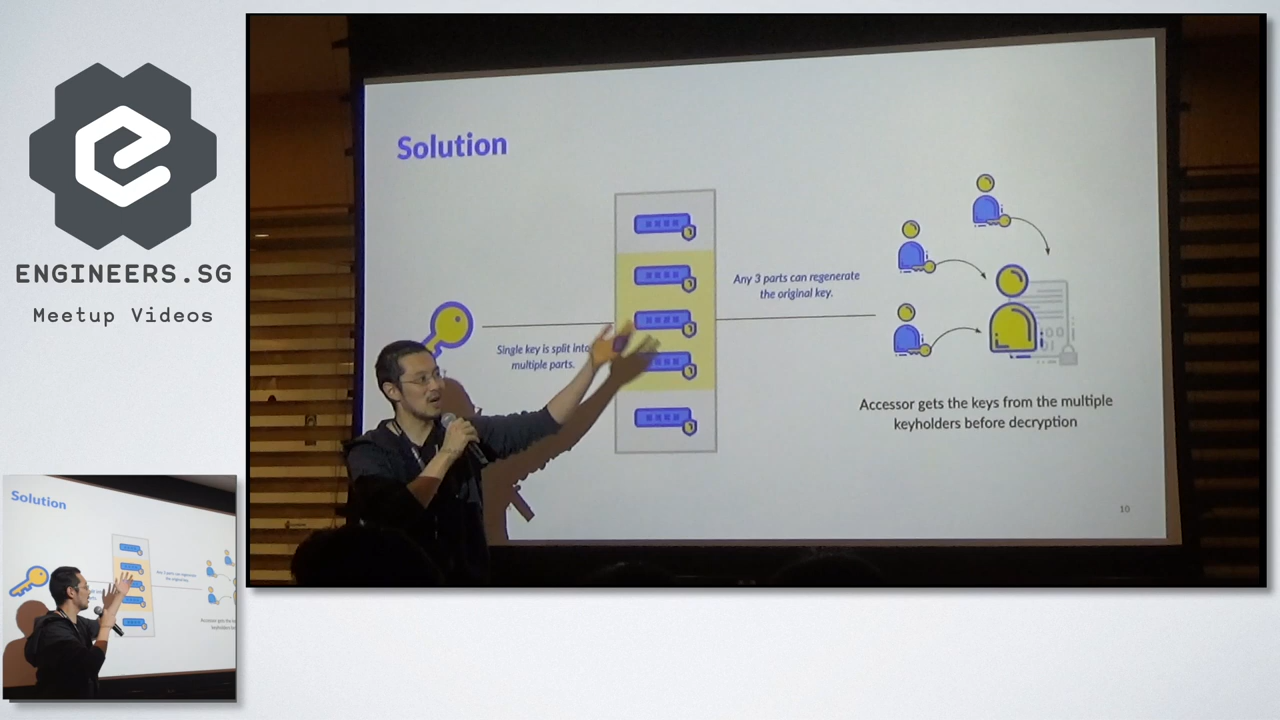 ENGINEERS.SG
Meetup Videos
Solution
Single key is split into
multiple parts.
Any 3 parts can regenerate
the original key.
Accessor gets the keys from the multiple
keyholders before decryption
10
Solution